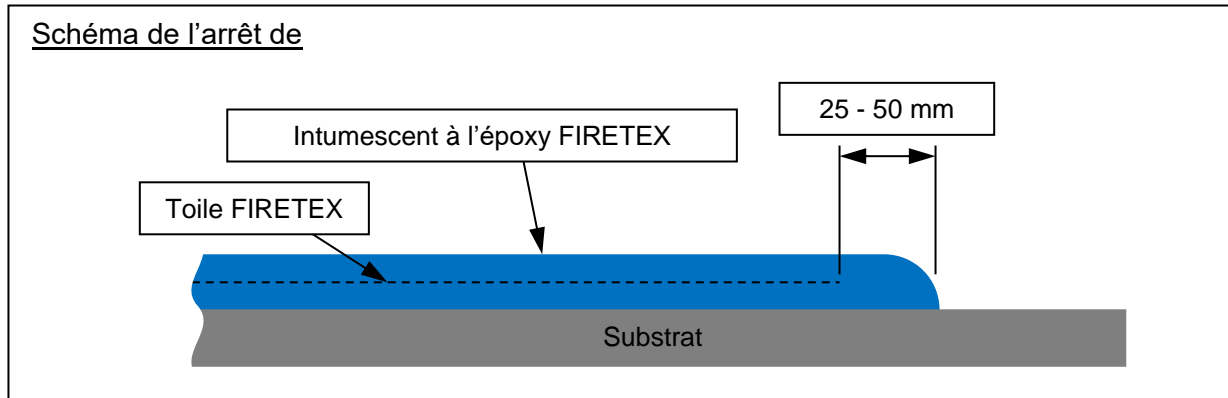 Schéma de l’arrêt de
25 - 50 mm
Intumescent à l’époxy FIRETEX
Toile FIRETEX
Substrat